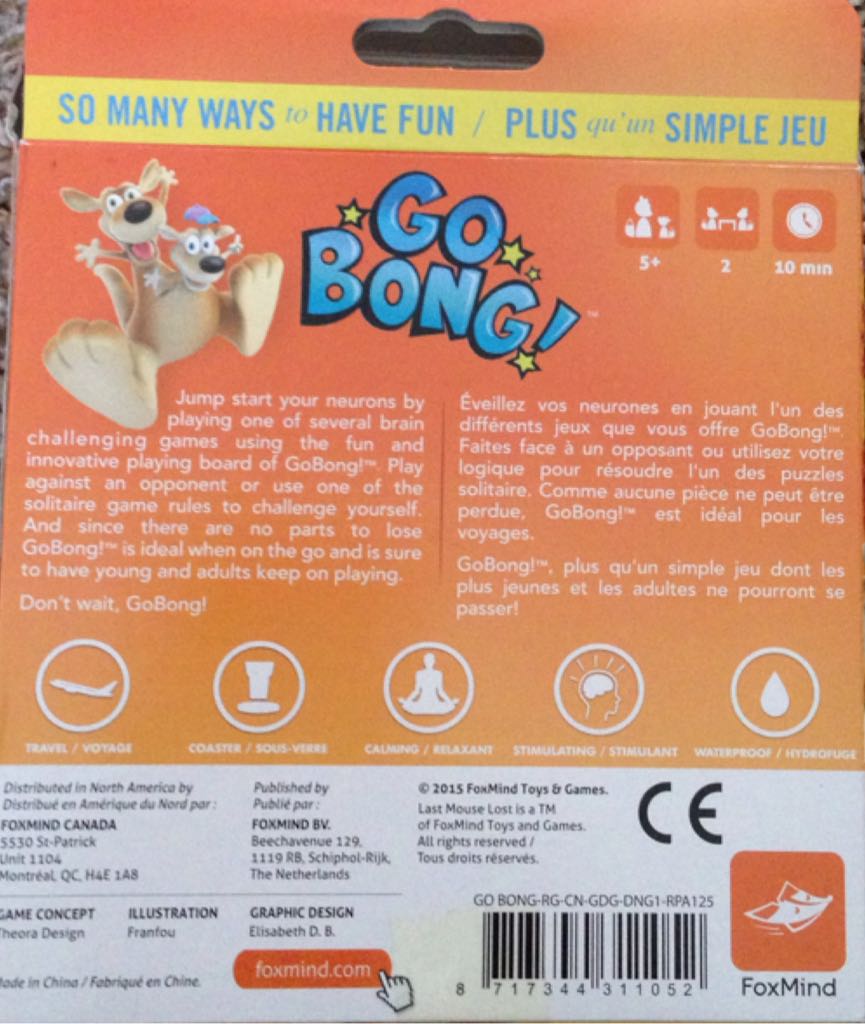 SO MANY WAYS to HAVE FUN / PLUS qu'un SIMPLE JEU
GO
BONG!™
5+
2
10 min
Jump start your neurons by
playing one of several brain
challenging games using the fun and
innovative playing board of GoBong!™. Play
against an opponent or use one of the
solitaire game rules to challenge yourself.
And since there are no parts to lose
GoBong!™ is ideal when on the go and is sure
to have young and adults keep on playing.
Don't wait, GoBong!
Éveillez vos neurones en jouant l'un des
différents jeux que vous offre GoBong!™.
Faites face à un opposant ou utilisez votre
logique pour résoudre l'un des puzzles
solitaire. Comme aucune pièce ne peut être
perdue, GoBong!™ est idéal pour les
voyages.
GoBong!™, plus qu'un simple jeu dont les
plus jeunes et les adultes ne pourront se
passer!
TRAVEL / VOYAGE
COASTER / SOUS-VERRE
CALMING / RELAXANT
STIMULATING / STIMULANT
WATERPROOF / HYDROFUGE
Distributed in North America by
Distribué en Amérique du Nord par :
FOXMIND CANADA
5530 St-Patrick
Unit 1104
Montréal, QC, H4E 1A8
Published by
Publié par :
FOXMIND BV.
Beechavenue 129,
1119 RB, Schiphol-Rijk,
The Netherlands
© 2015 FoxMind Toys & Games.
Last Mouse Lost is a TM
of FoxMind Toys and Games.
All rights reserved /
Tous droits réservés.
CE
GAME CONCEPT
Theora Design
ILLUSTRATION
Franfou
GRAPHIC DESIGN
Elisabeth D. B.
Made in China / Fabriqué en Chine.
foxmind.com
GO BONG-RG-CN-GDG-DNG1-RPA125
8 717344 311052
FoxMind